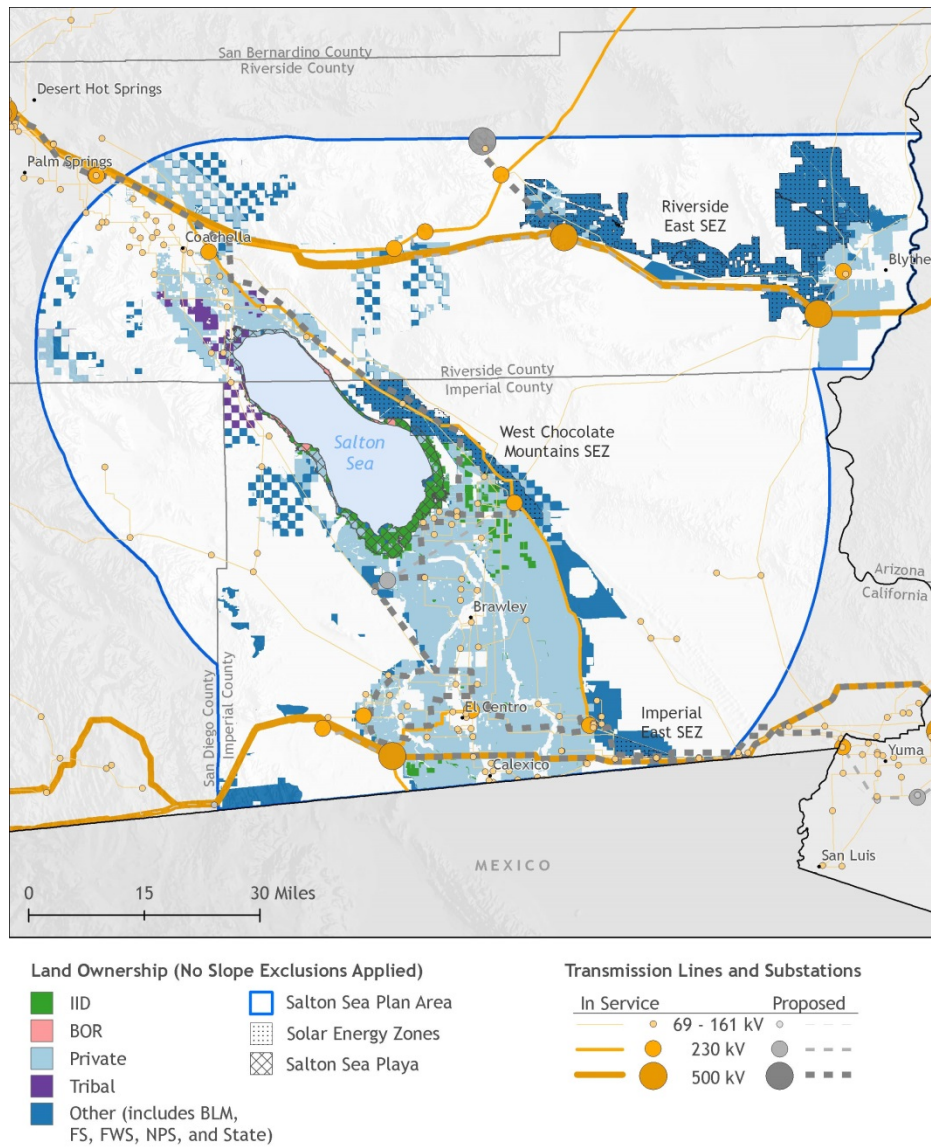 San Bernardino County
Riverside County
Desert Hot Springs
Palm Springs
Coachella
Riverside
East SEZ
Blythe
Riverside County
Imperial County
Salton
Sea
West Chocolate
Mountains SEZ
Arizona
California
Brawley
San Diego County
Imperial County
El Centro
Imperial
East SEZ
Calexico
Yuma
MEXICO
San Luis
0 15 30 Miles
Land Ownership (No Slope Exclusions Applied)
IID
BOR
Private
Tribal
Other (includes BLM,
FS, FWS, NPS, and State)
Salton Sea Plan Area
Solar Energy Zones
Salton Sea Playa
Transmission Lines and Substations
In Service Proposed
69 - 161 kV
230 kV
500 kV